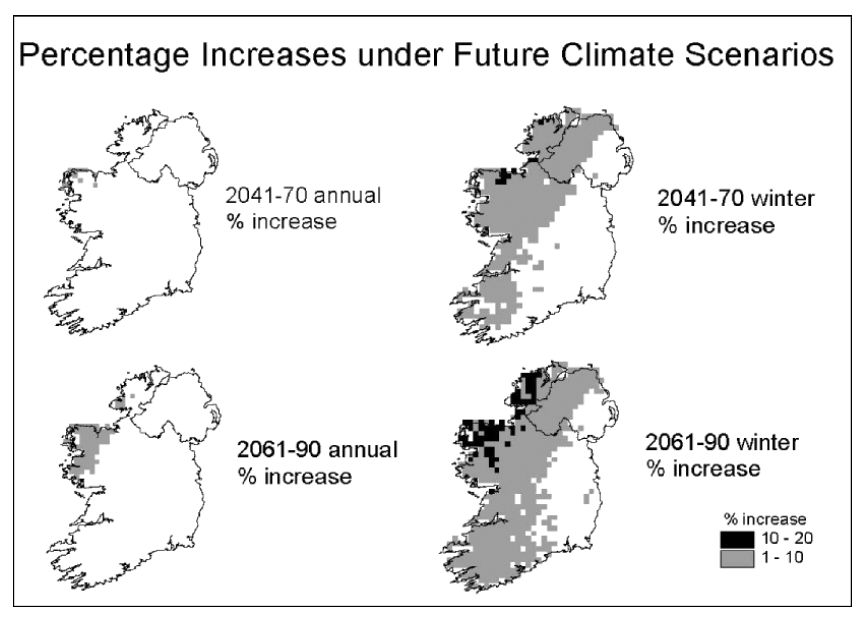 Percentage Increases under Future Climate Scenarios
2041-70 annual
% increase
2041-70 winter
% increase
2061-90 annual
% increase
2061-90 winter
% increase
% increase
10 - 20
1 - 10